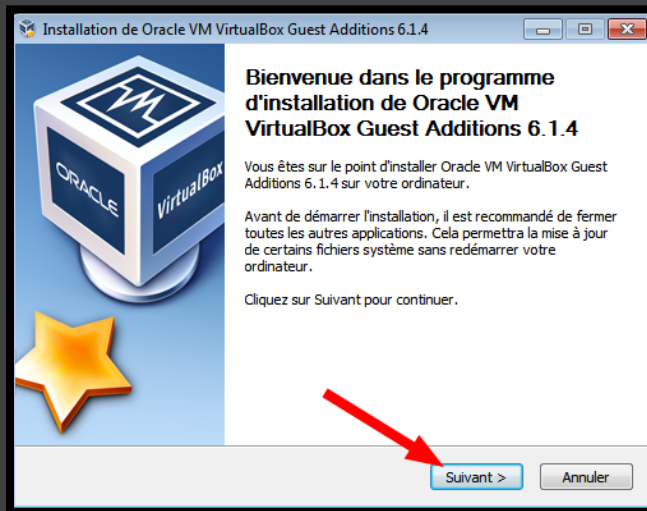 Installation de Oracle VM VirtualBox Guest Additions 6.1.4
Bienvenue dans le programme
d'installation de Oracle VM
VirtualBox Guest Additions 6.1.4
Vous êtes sur le point d'installer Oracle VM VirtualBox Guest
Additions 6.1.4 sur votre ordinateur.
Avant de démarrer l'installation, il est recommandé de fermer
toutes les autres applications. Cela permettra la mise à jour
de certains fichiers système sans redémarrer votre
ordinateur.
Cliquez sur Suivant pour continuer.
ORACLE
VirtualBox
Suivant >
Annuler